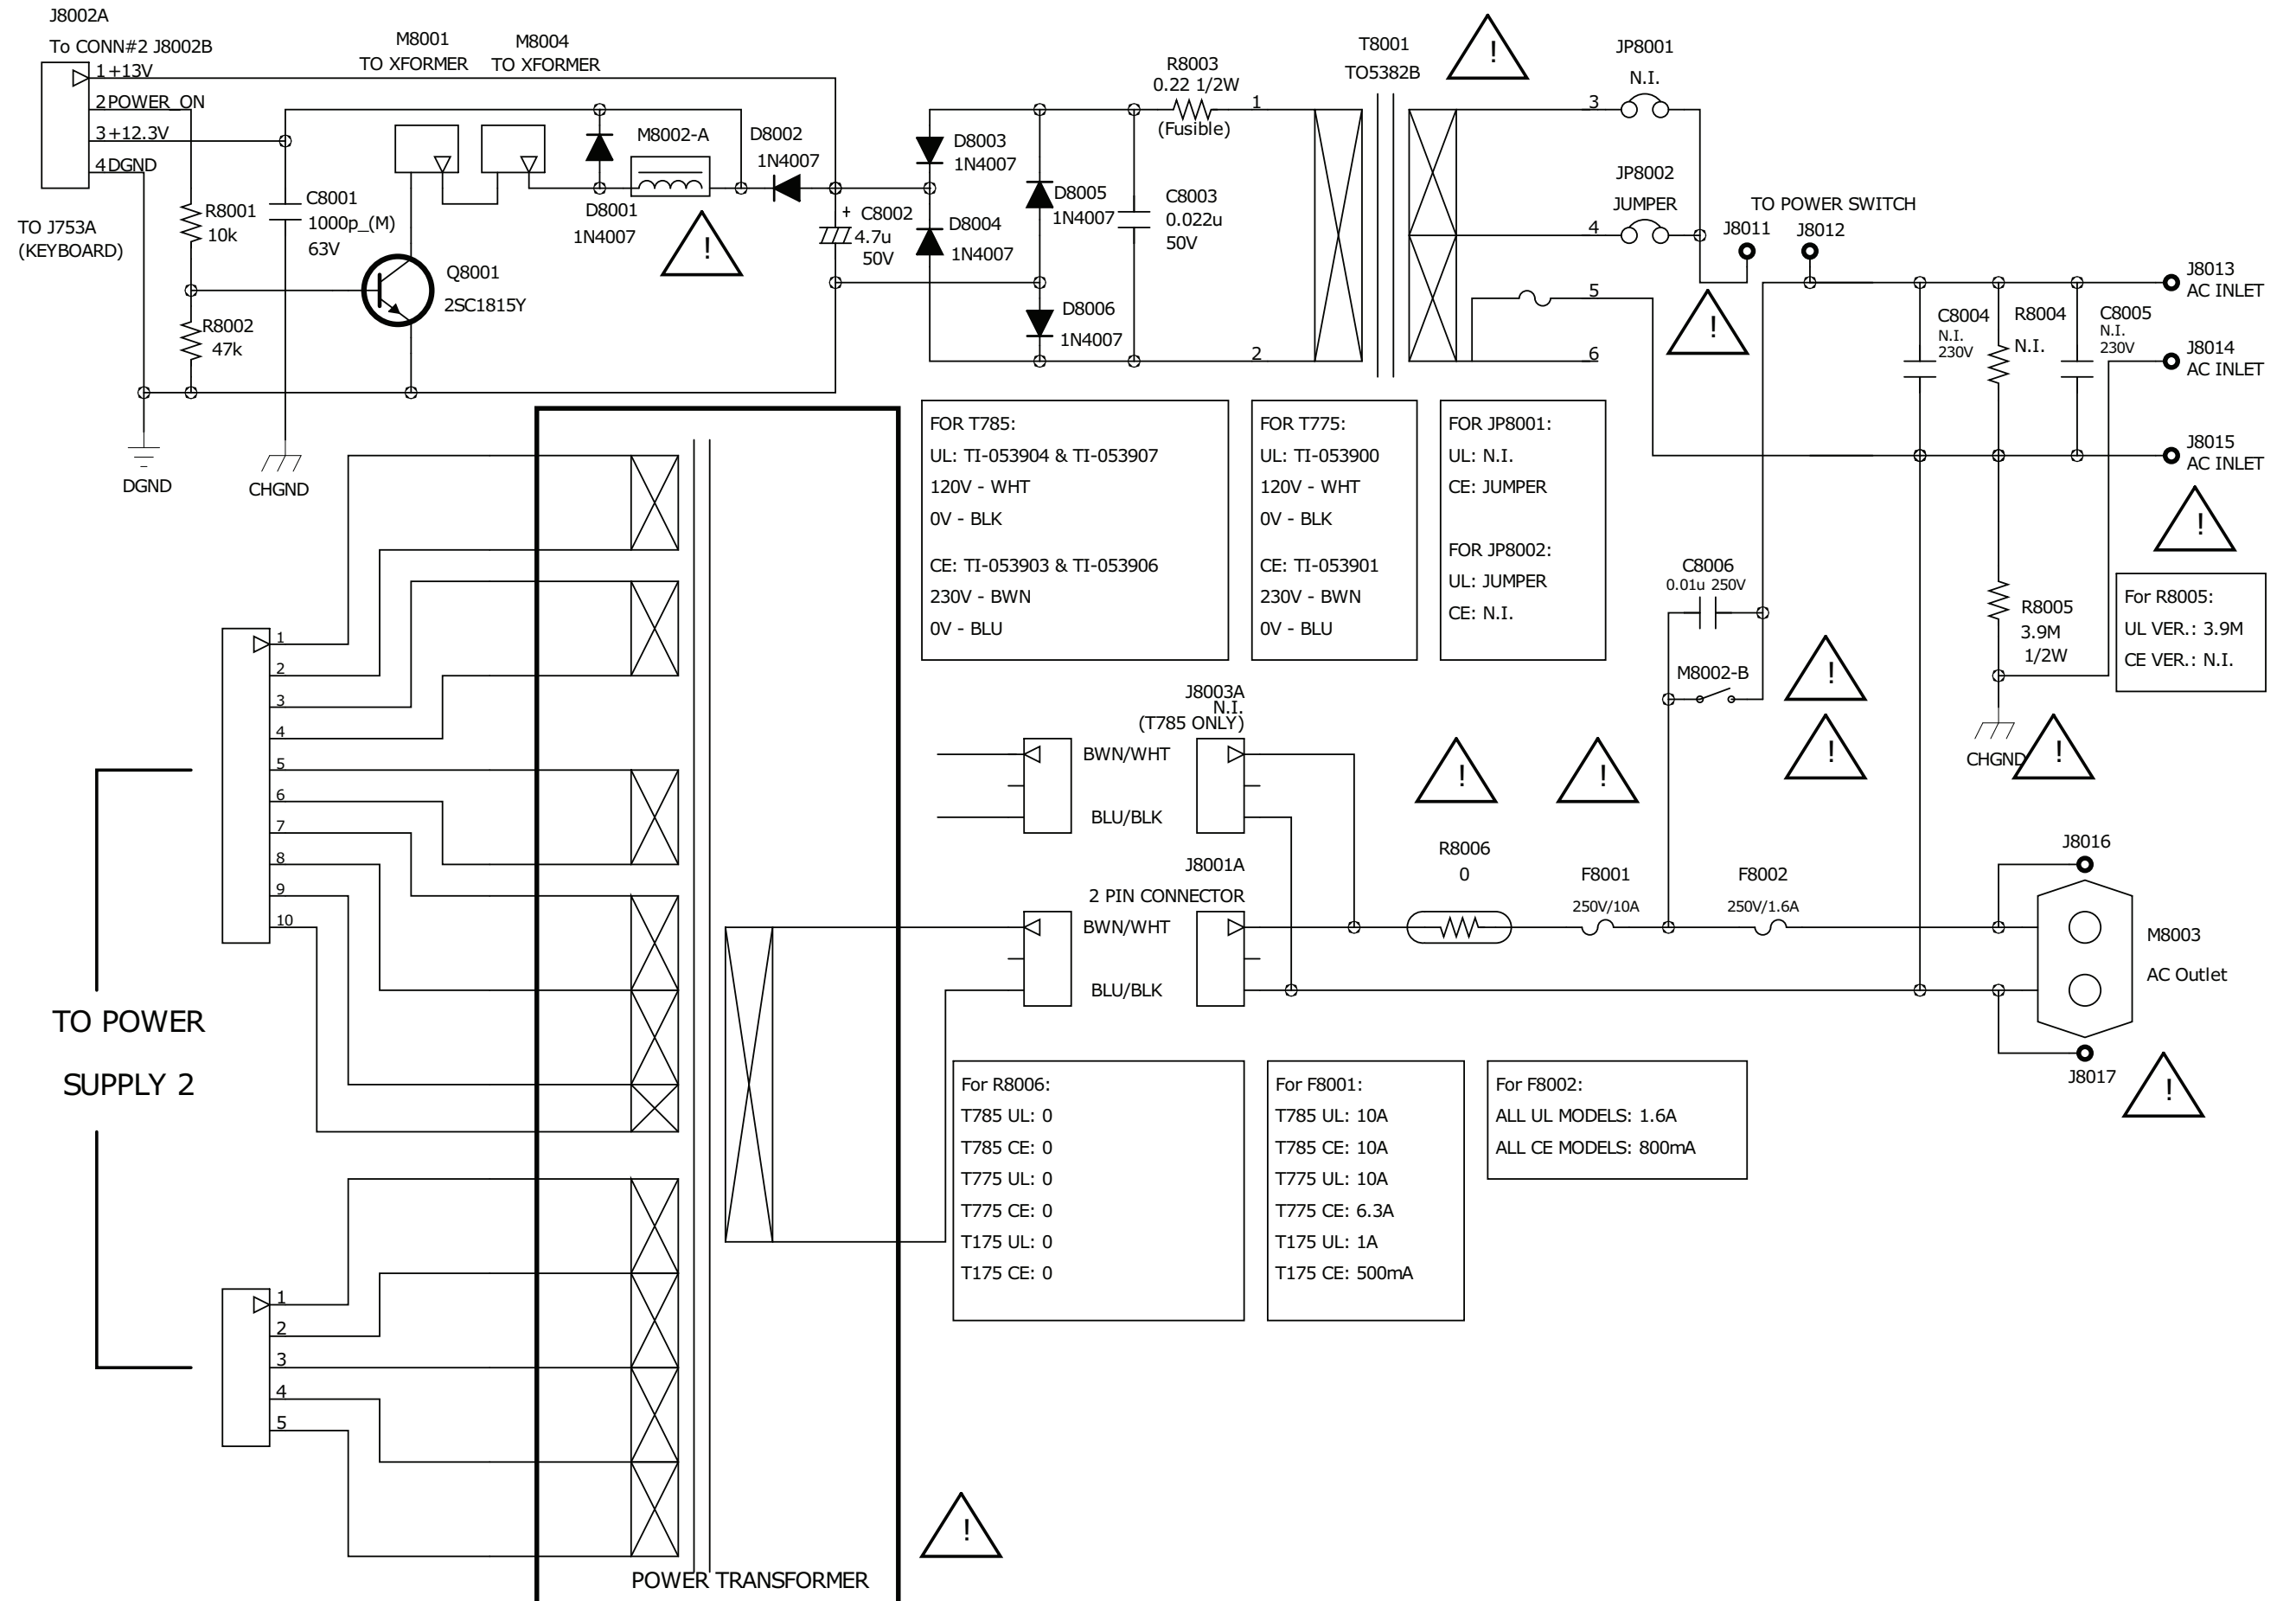 J8002A
To CONN#2 J8002B
1 +13V
2 POWER_ON
3 +12.3V
4 DGND
TO J753A
(KEYBOARD)
M8001
TO XFORMER
M8004
TO XFORMER
R8001
10k
C8001
1000p_(M)
63V
R8002
47k
Q8001
2SC1815Y
DGND
CHGND
M8002-A
D8001
1N4007
!
D8002
1N4007
+
C8002
4.7u
50V
D8003
1N4007
D8004
1N4007
D8005
1N4007
D8006
1N4007
C8003
0.022u
50V
R8003
0.22 1/2W
(Fusible)
1
2
T8001
TO5382B
!
3
4
5
6
JP8001
N.I.
JP8002
JUMPER
TO POWER SWITCH
J8011
J8012
!
C8004
N.I.
230V
R8004
N.I.
C8005
N.I.
230V
J8013
AC INLET
J8014
AC INLET
J8015
AC INLET
!
FOR T785:
UL: TI-053904 & TI-053907
120V - WHT
0V - BLK
CE: TI-053903 & TI-053906
230V - BWN
0V - BLU
FOR T775:
UL: TI-053900
120V - WHT
0V - BLK
CE: TI-053901
230V - BWN
0V - BLU
FOR JP8001:
UL: N.I.
CE: JUMPER
FOR JP8002:
UL: JUMPER
CE: N.I.
C8006
0.01u 250V
M8002-B
!
!
R8005
3.9M
1/2W
For R8005:
UL VER.: 3.9M
CE VER.: N.I.
CHGND
!
1
2
3
4
5
6
7
8
9
10
TO POWER
SUPPLY 2
J8003A
N.I.
(T785 ONLY)
BWN/WHT
BLU/BLK
J8001A
2 PIN CONNECTOR
BWN/WHT
BLU/BLK
!
!
R8006
0
F8001
250V/10A
F8002
250V/1.6A
J8016
M8003
AC Outlet
J8017
!
For R8006:
T785 UL: 0
T785 CE: 0
T775 UL: 0
T775 CE: 0
T175 UL: 0
T175 CE: 0
For F8001:
T785 UL: 10A
T785 CE: 10A
T775 UL: 10A
T775 CE: 6.3A
T175 UL: 1A
T175 CE: 500mA
For F8002:
ALL UL MODELS: 1.6A
ALL CE MODELS: 800mA
1
2
3
4
5
!
POWER TRANSFORMER